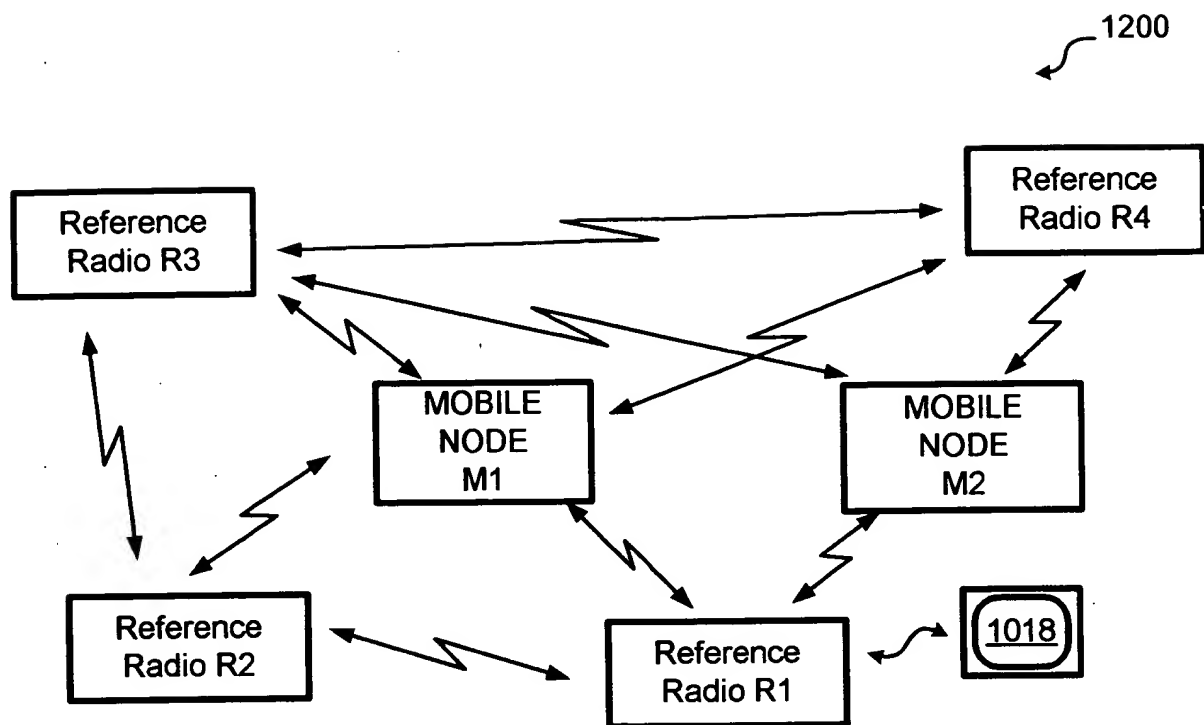 1200
Reference
Radio R4
Reference
Radio R3
MOBILE
NODE
M1
MOBILE
NODE
M2
Reference
Radio R2
Reference
Radio R1
1018